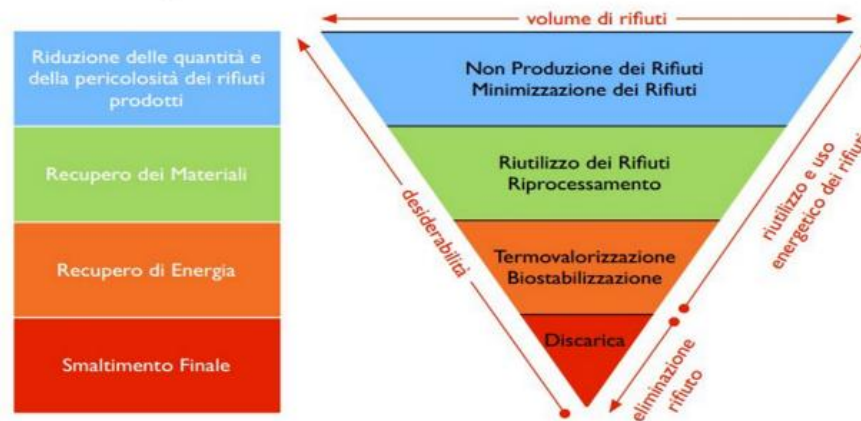 volume di rifiuti
Riduzione delle quantità e
della pericolosità dei rifiuti
prodotti
Non Produzione dei Rifiuti
Minimizzazione dei Rifiuti
Recupero dei Materiali
Riutilizzo dei Rifiuti
Riprocessamento
desiderabilità
riutilizzo e uso
energetico dei rifiuti
Recupero di Energia
Termovalorizzazione
Biostabilizzazione
Smaltimento Finale
Discarica
eliminazione
rifiuto